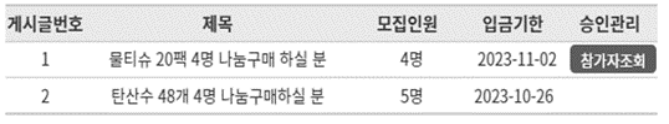 게시글번호 제목 모집인원 입금기한 승인관리
1 물티슈 20팩 4명 나눔구매 하실 분 4명 2023-11-02 참가자조회
2 탄산수 48개 4명 나눔구매하실 분 5명 2023-10-26